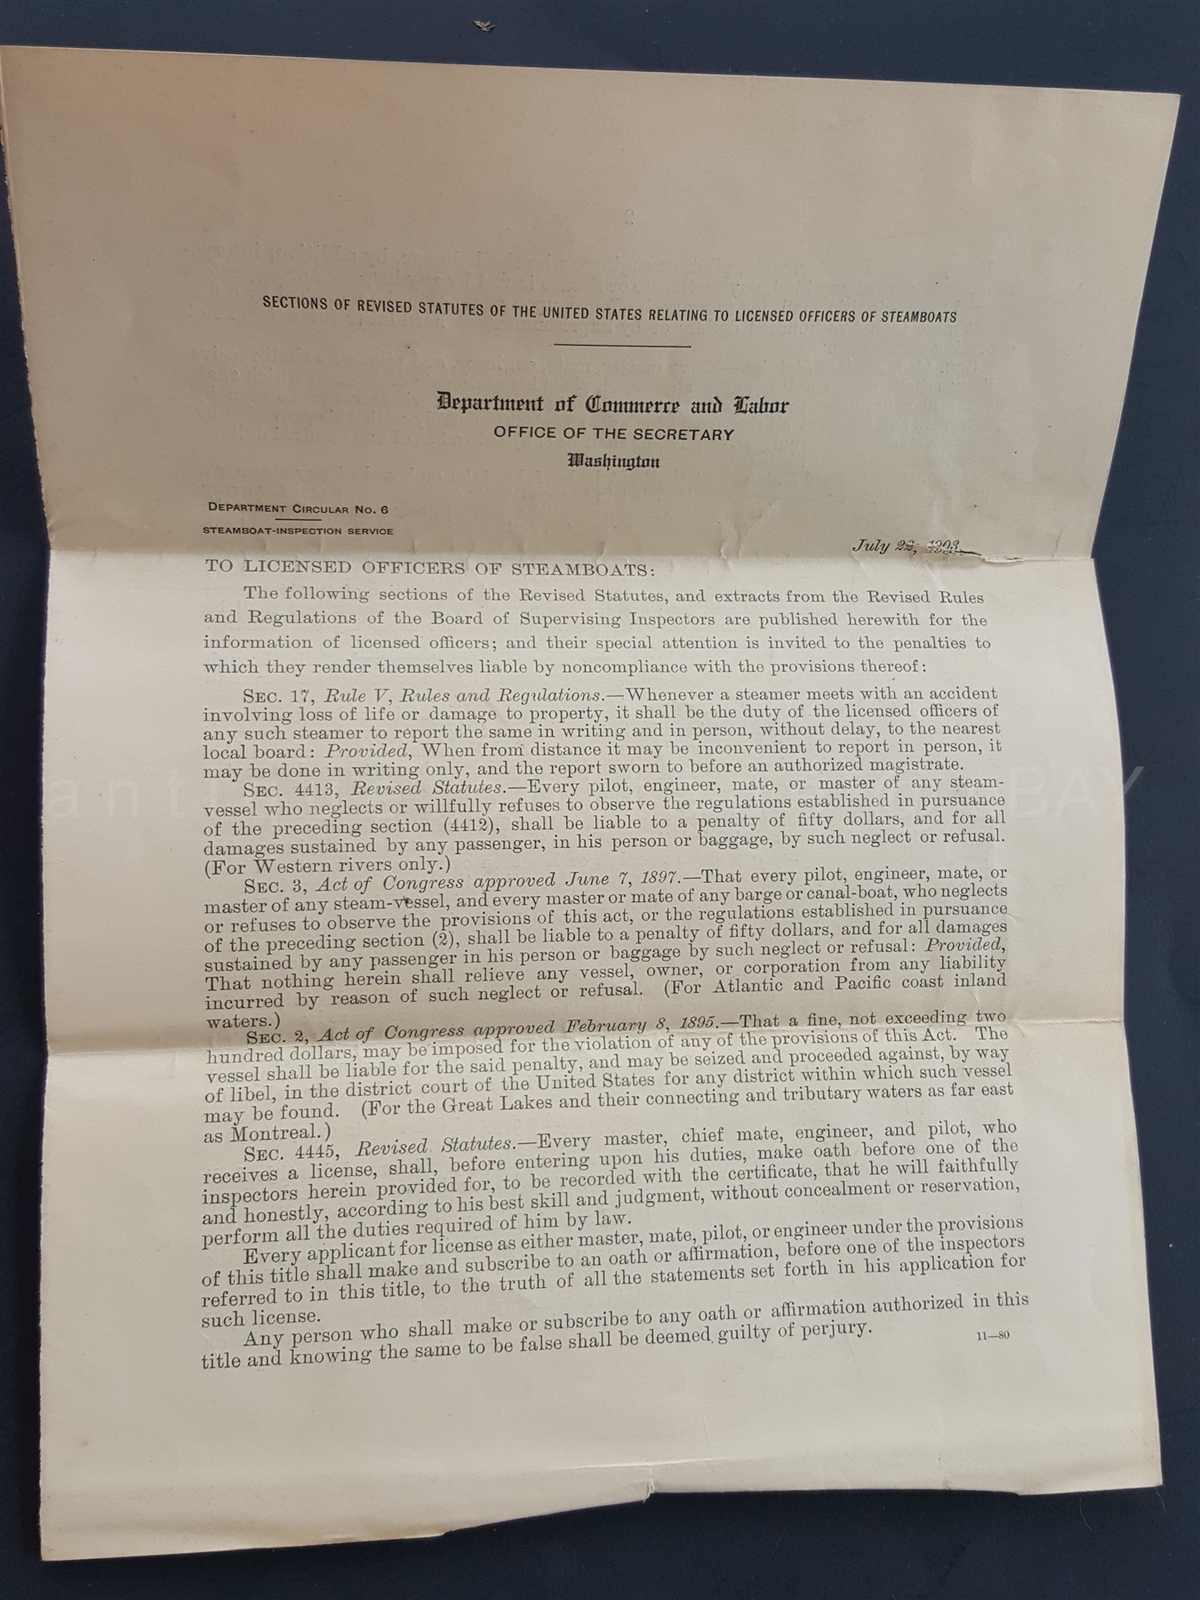 SECTIONS OF REVISED STATUTES OF THE UNITED STATES RELATING TO LICENSED OFFICERS OF STEAMBOATS
Department of Commerce and Labor
OFFICE OF THE SECRETARY
Washington
DEPARTMENT CIRCULAR NO. 6
STEAMBOAT-INSPECTION SERVICE
July
TO LICENSED OFFICERS OF STEAMBOATS:
The following sections of the Revised Statutes, and extracts from the Revised Rules
and Regulations of the Board of Supervising Inspectors are published herewith for the
information of licensed officers; and their special attention is invited to the penalties to
which they render themselves liable by noncompliance with the provisions thereof:
SEC. 17, Rule V, Rules and Regulations.—Whenever a steamer meets with an accident
involving loss of life or damage to property, it shall be the duty of the licensed officers of
any such steamer to report the same in writing and in person, without delay, to the nearest
local board: Provided, When from distance it may be inconvenient to report in person, it
may be done in writing only, and the report sworn to before an authorized magistrate.
SEC. 4413, Revised Statutes.—Every pilot, engineer, mate, or master of any steam-
vessel who neglects or willfully refuses to observe the regulations established in pursuance
of the preceding section (4412), shall be liable to a penalty of fifty dollars, and for all
damages sustained by any passenger, in his person or baggage, by such neglect or refusal.
(For Western rivers only.)
SEC. 3, Act of Congress approved June 7, 1897.—That every pilot, engineer, mate, or
master of any steam-vessel, and every master or mate of any barge or canal-boat, who neglects
or refuses to observe the provisions of this act, or the regulations established in pursuance
of the preceding section (2), shall be liable to a penalty of fifty dollars, and for all damages
sustained by any passenger in his person or baggage by such neglect or refusal: Provided,
That nothing herein shall relieve any vessel, owner, or corporation from any liability
incurred by reason of such neglect or refusal. (For Atlantic and Pacific coast inland
waters.)
SEC. 2, Act of Congress approved February 8, 1895.—That a fine, not exceeding two
hundred dollars, may be imposed for the violation of any of the provisions of this Act. The
vessel shall be liable for the said penalty, and may be seized and proceeded against, by way
of libel, in the district court of the United States for any district within which such vessel
may be found. (For the Great Lakes and their connecting and tributary waters as far east
as Montreal.)
SEC. 4445, Revised Statutes.—Every master, chief mate, engineer, and pilot, who
receives a license, shall, before entering upon his duties, make oath before one of the
inspectors herein provided for, to be recorded with the certificate, that he will faithfully
and honestly, according to his best skill and judgment, without concealment or reservation,
perform all the duties required of him by law.
Every applicant for license as either master, mate, pilot, or engineer under the provisions
of this title shall make and subscribe to an oath or affirmation, before one of the inspectors
referred to in this title, to the truth of all the statements set forth in his application for
such license.
Any person who shall make or subscribe to any oath or affirmation authorized in this
title and knowing the same to be false shall be deemed guilty of perjury.
11—80